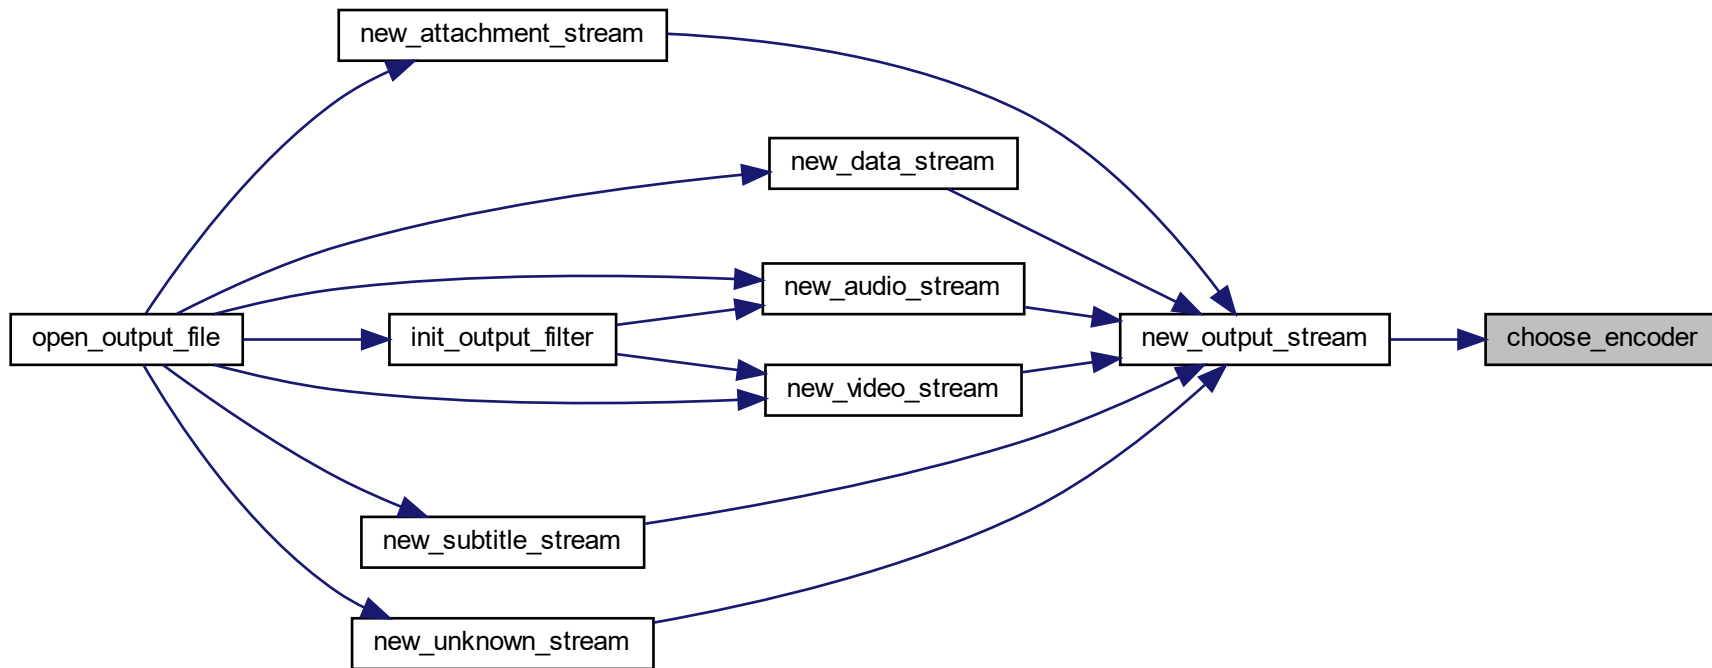 new_attachment_stream
new_data_stream
new_audio_stream
open_output_file
init_output_filter
new_output_stream
choose_encoder
new_video_stream
new_subtitle_stream
new_unknown_stream